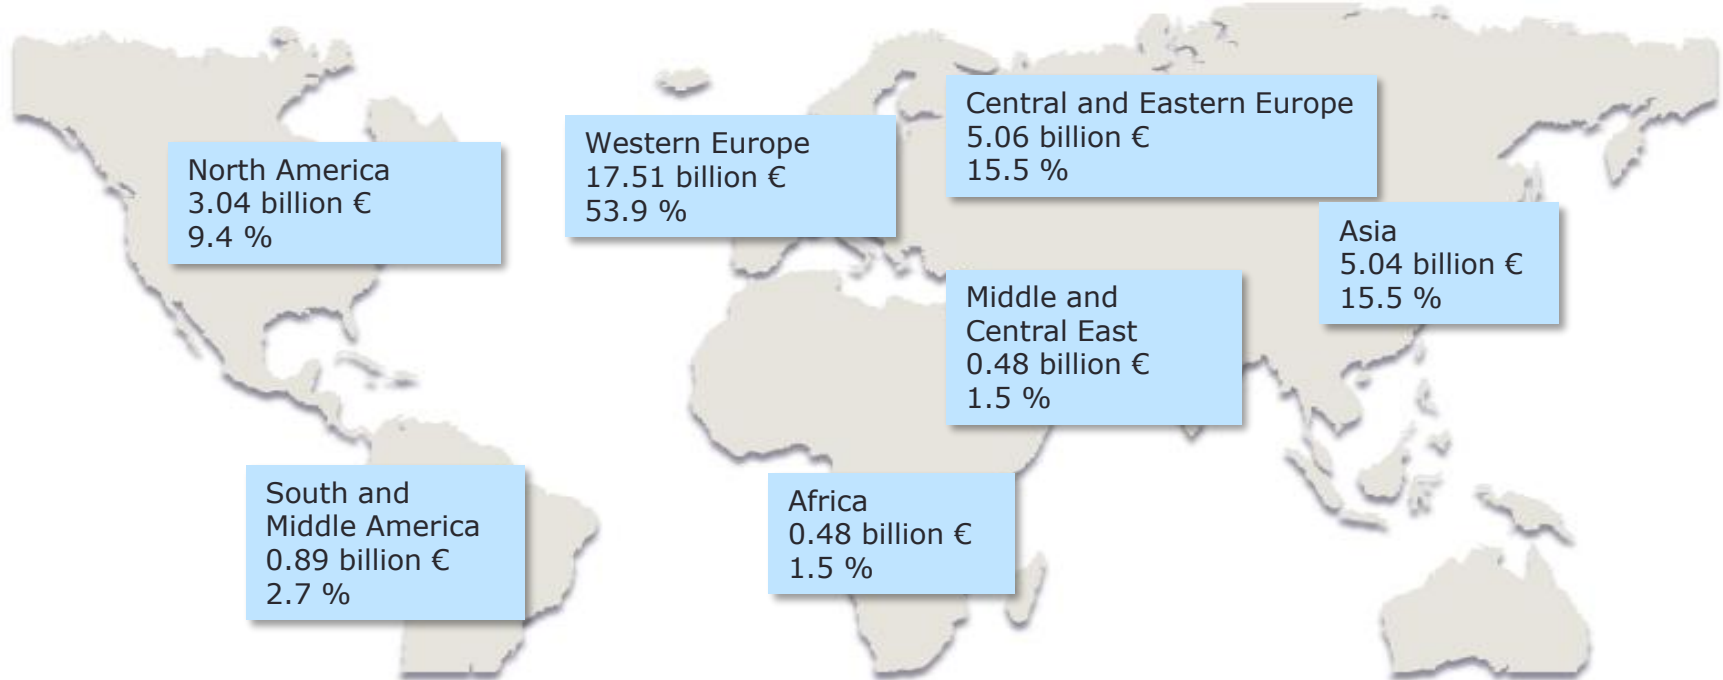 North America
3.04 billion €
9.4 %
Western Europe
17.51 billion €
53.9 %
Central and Eastern Europe
5.06 billion €
15.5 %
Asia
5.04 billion €
15.5 %
Middle and
Central East
0.48 billion €
1.5 %
South and
Middle America
0.89 billion €
2.7 %
Africa
0.48 billion €
1.5 %